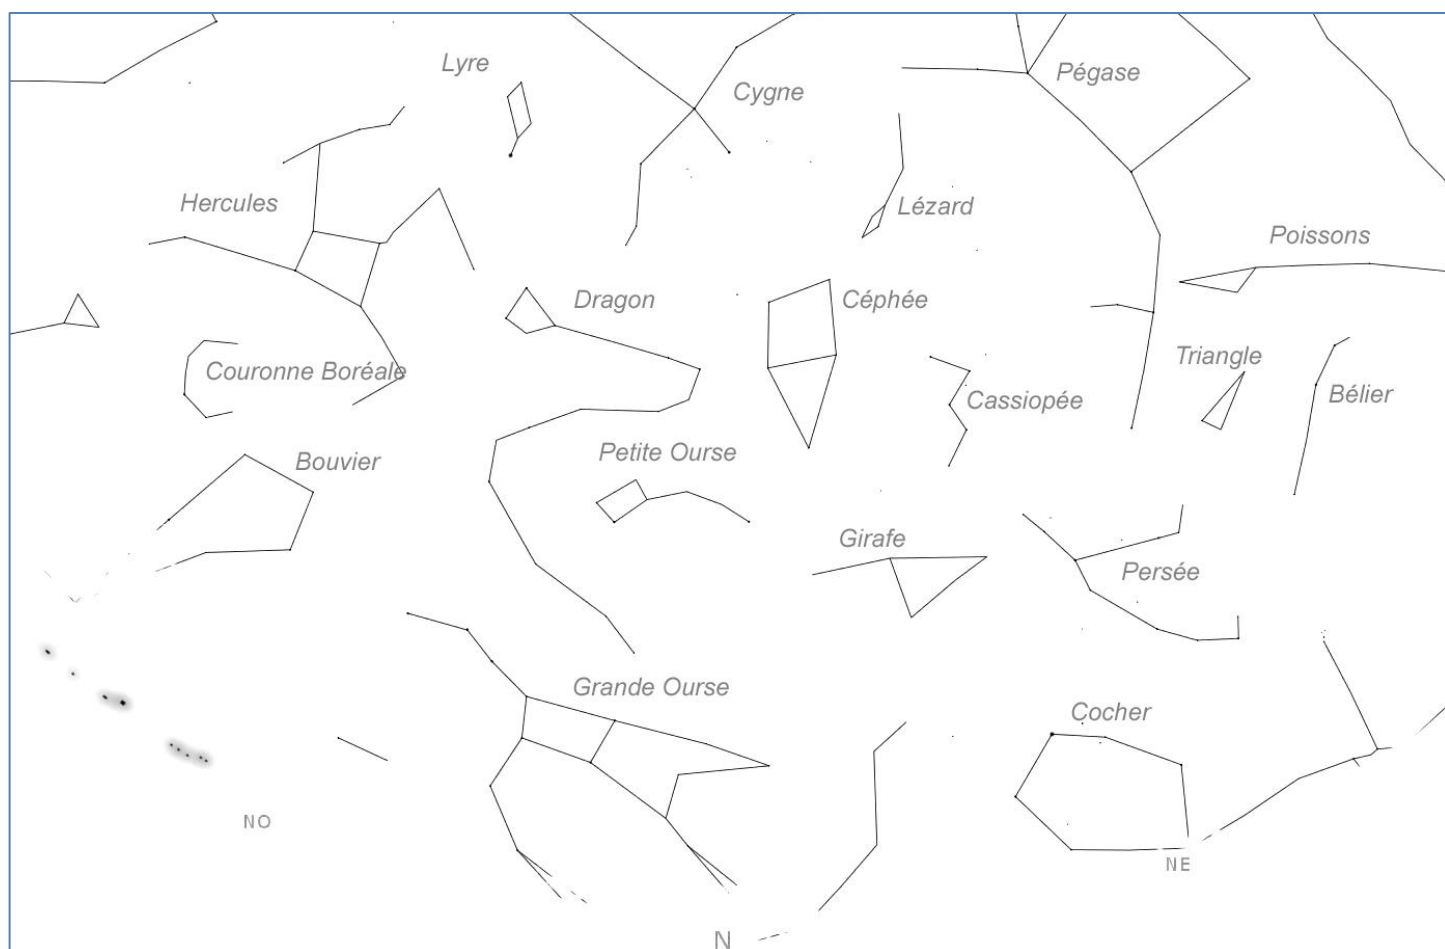 Lyre
Cygne
Pégase
Hercules
Lézard
Poissons
Dragon
Céphée
Triangle
Couronne Boréale
Cassiopée
Bélier
Bouvier
Petite Ourse
Girafe
Persée
Grande Ourse
Cocher
NO
NE
N